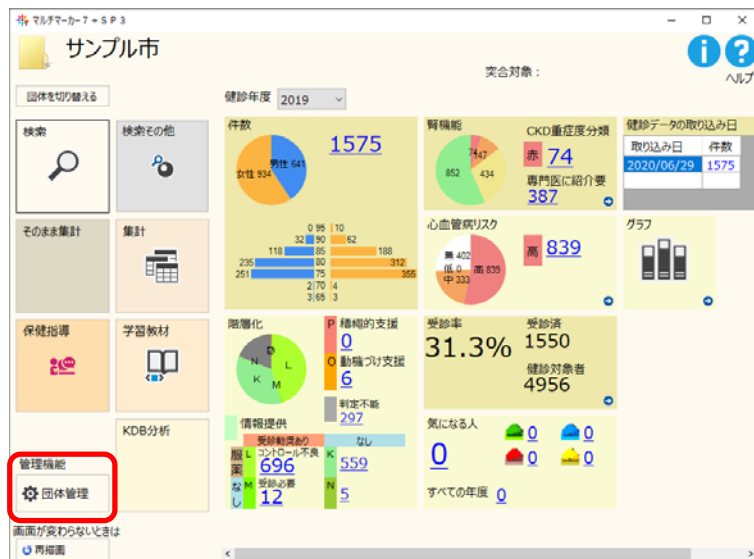 マルチマーカー7+SP3
サンプル市
突合対象：
ヘルプ
団体を切り替える
健診年度 2019
検索
検索その他
そのまま集計
集計
保健指導
学習教材
KDB分析
管理機能
団体管理
画面が変わらないときは
再描画
件数
1575
男性 641
女性 934
0 95 10
32 90 62
118 85 188
235 80 312
251 75 355
2 70 4
3 65 3
腎機能
CKD重症度分類
74
147
852
434
赤 74
専門医に紹介要
387
健診データの取り込み日
取込み日 件数
2020/06/29 1575
心血管病リスク
無 402
低 0
中 333
高 839
高 839
グラフ
階層化
D
N
L
K
M
P 積極的支援
0
O 動機づけ支援
6
判定不能
297
情報提供
受診勧奨あり なし
服薬
L コントロール不良
696
K 559
なし
M 受診必要
12
N 5
受診率
31.3%
受診済
1550
健診対象者
4956
気になる人
0
0 0
0 0
すべての年度 0